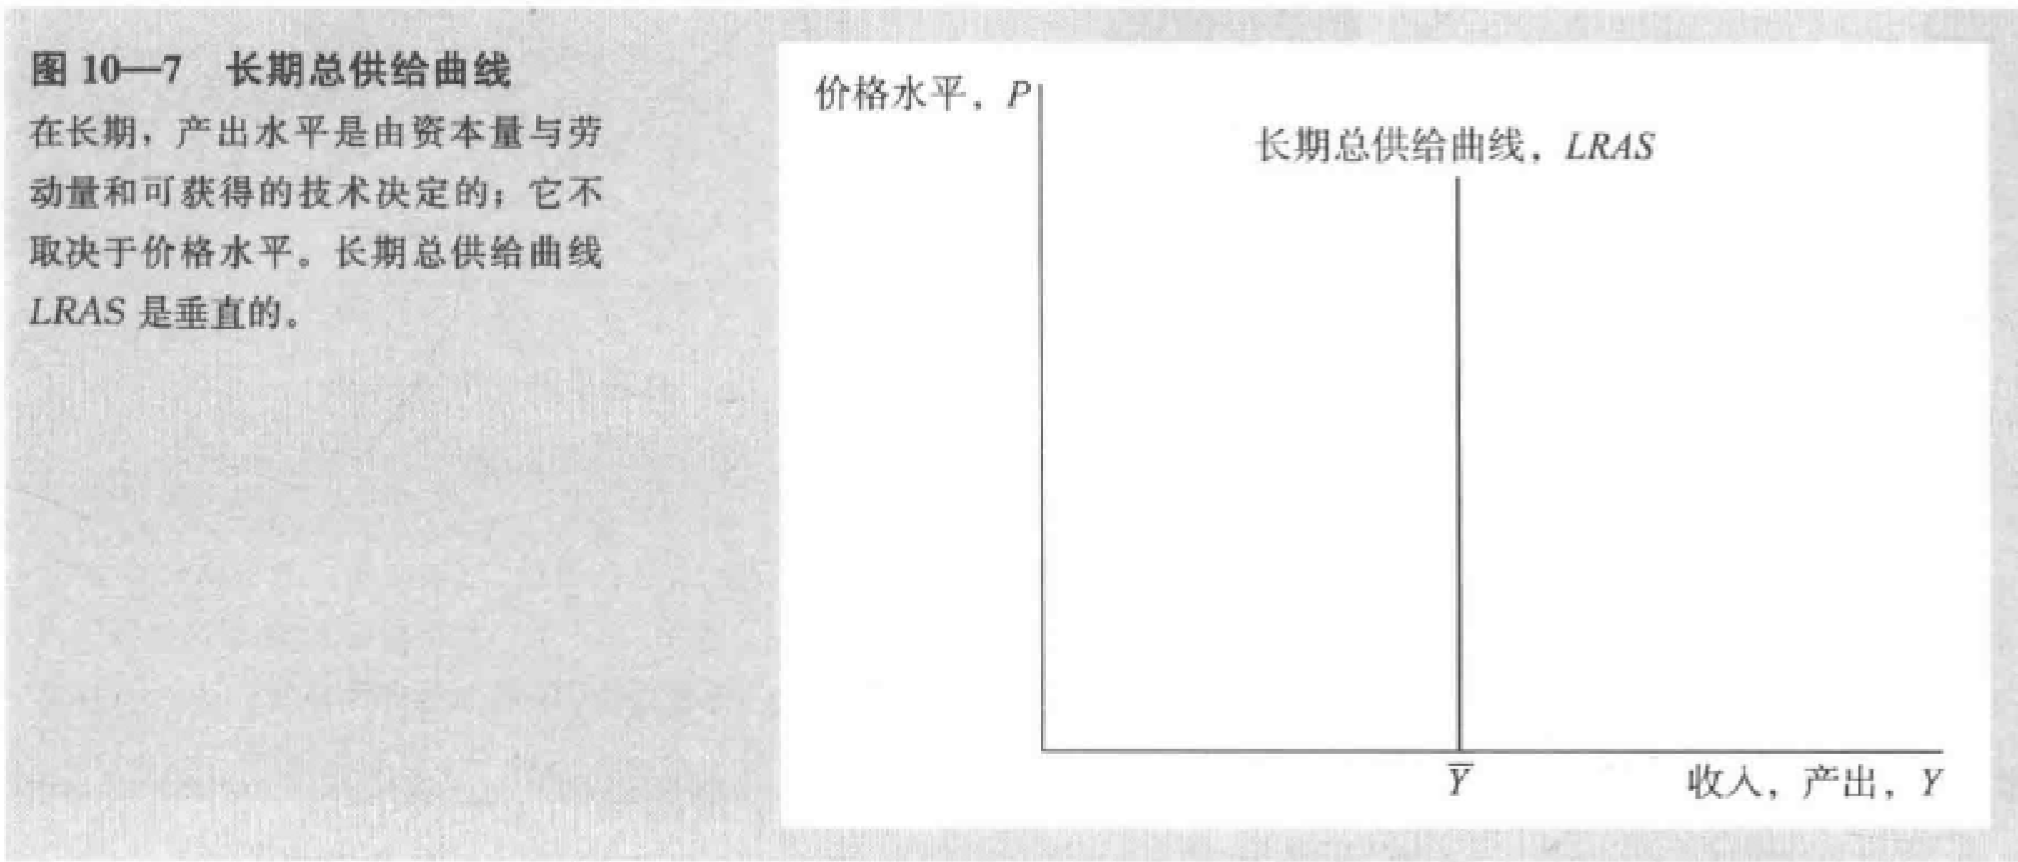 图 10—7 长期总供给曲线
在长期，产出水平是由资本量与劳
动量和可获得的技术决定的；它不
取决于价格水平。长期总供给曲线
LRAS 是垂直的。
价格水平，P
长期总供给曲线，LRAS
Y̅
收入，产出，Y